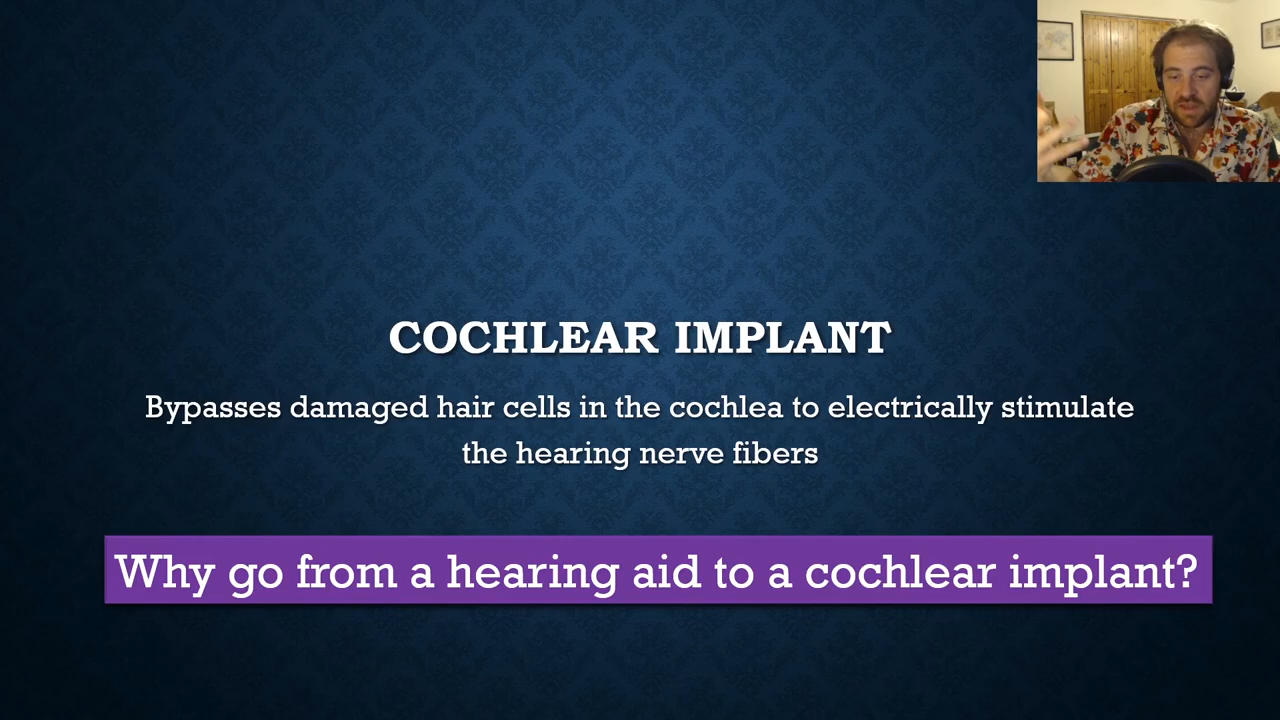 COCHLEAR IMPLANT
Bypasses damaged hair cells in the cochlea to electrically stimulate
the hearing nerve fibers
Why go from a hearing aid to a cochlear implant?